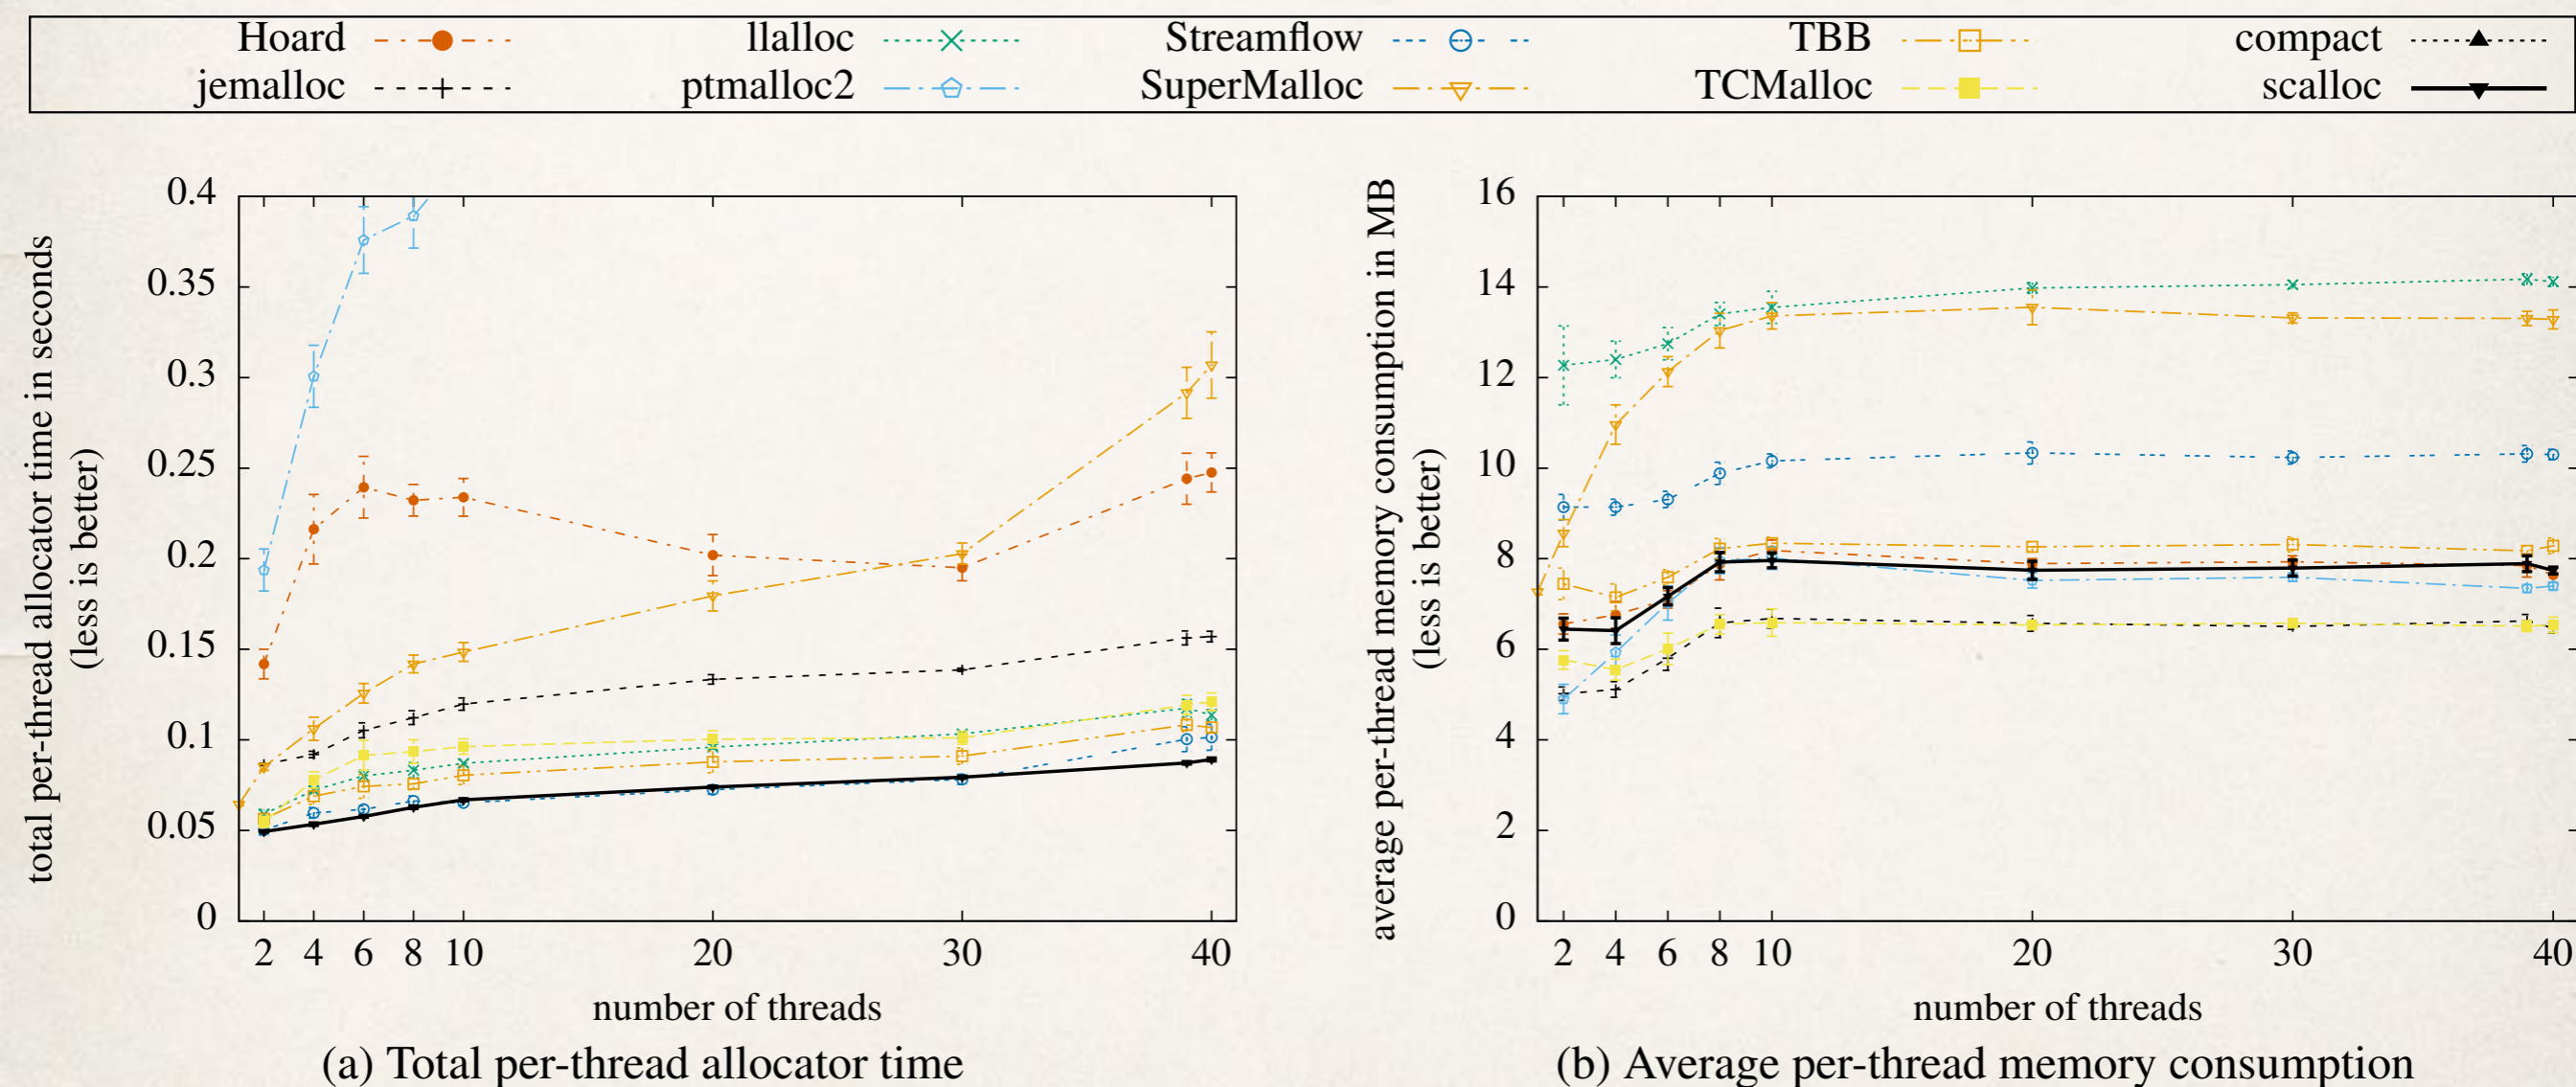 Hoard llalloc Streamflow TBB compact
jemalloc ptmalloc2 SuperMalloc TCMalloc scalloc
total per-thread allocator time in seconds
(less is better)
0.4
0.35
0.3
0.25
0.2
0.15
0.1
0.05
0
2 4 6 8 10 20 30 40
number of threads
(a) Total per-thread allocator time
average per-thread memory consumption in MB
(less is better)
16
14
12
10
8
6
4
2
0
2 4 6 8 10 20 30 40
number of threads
(b) Average per-thread memory consumption